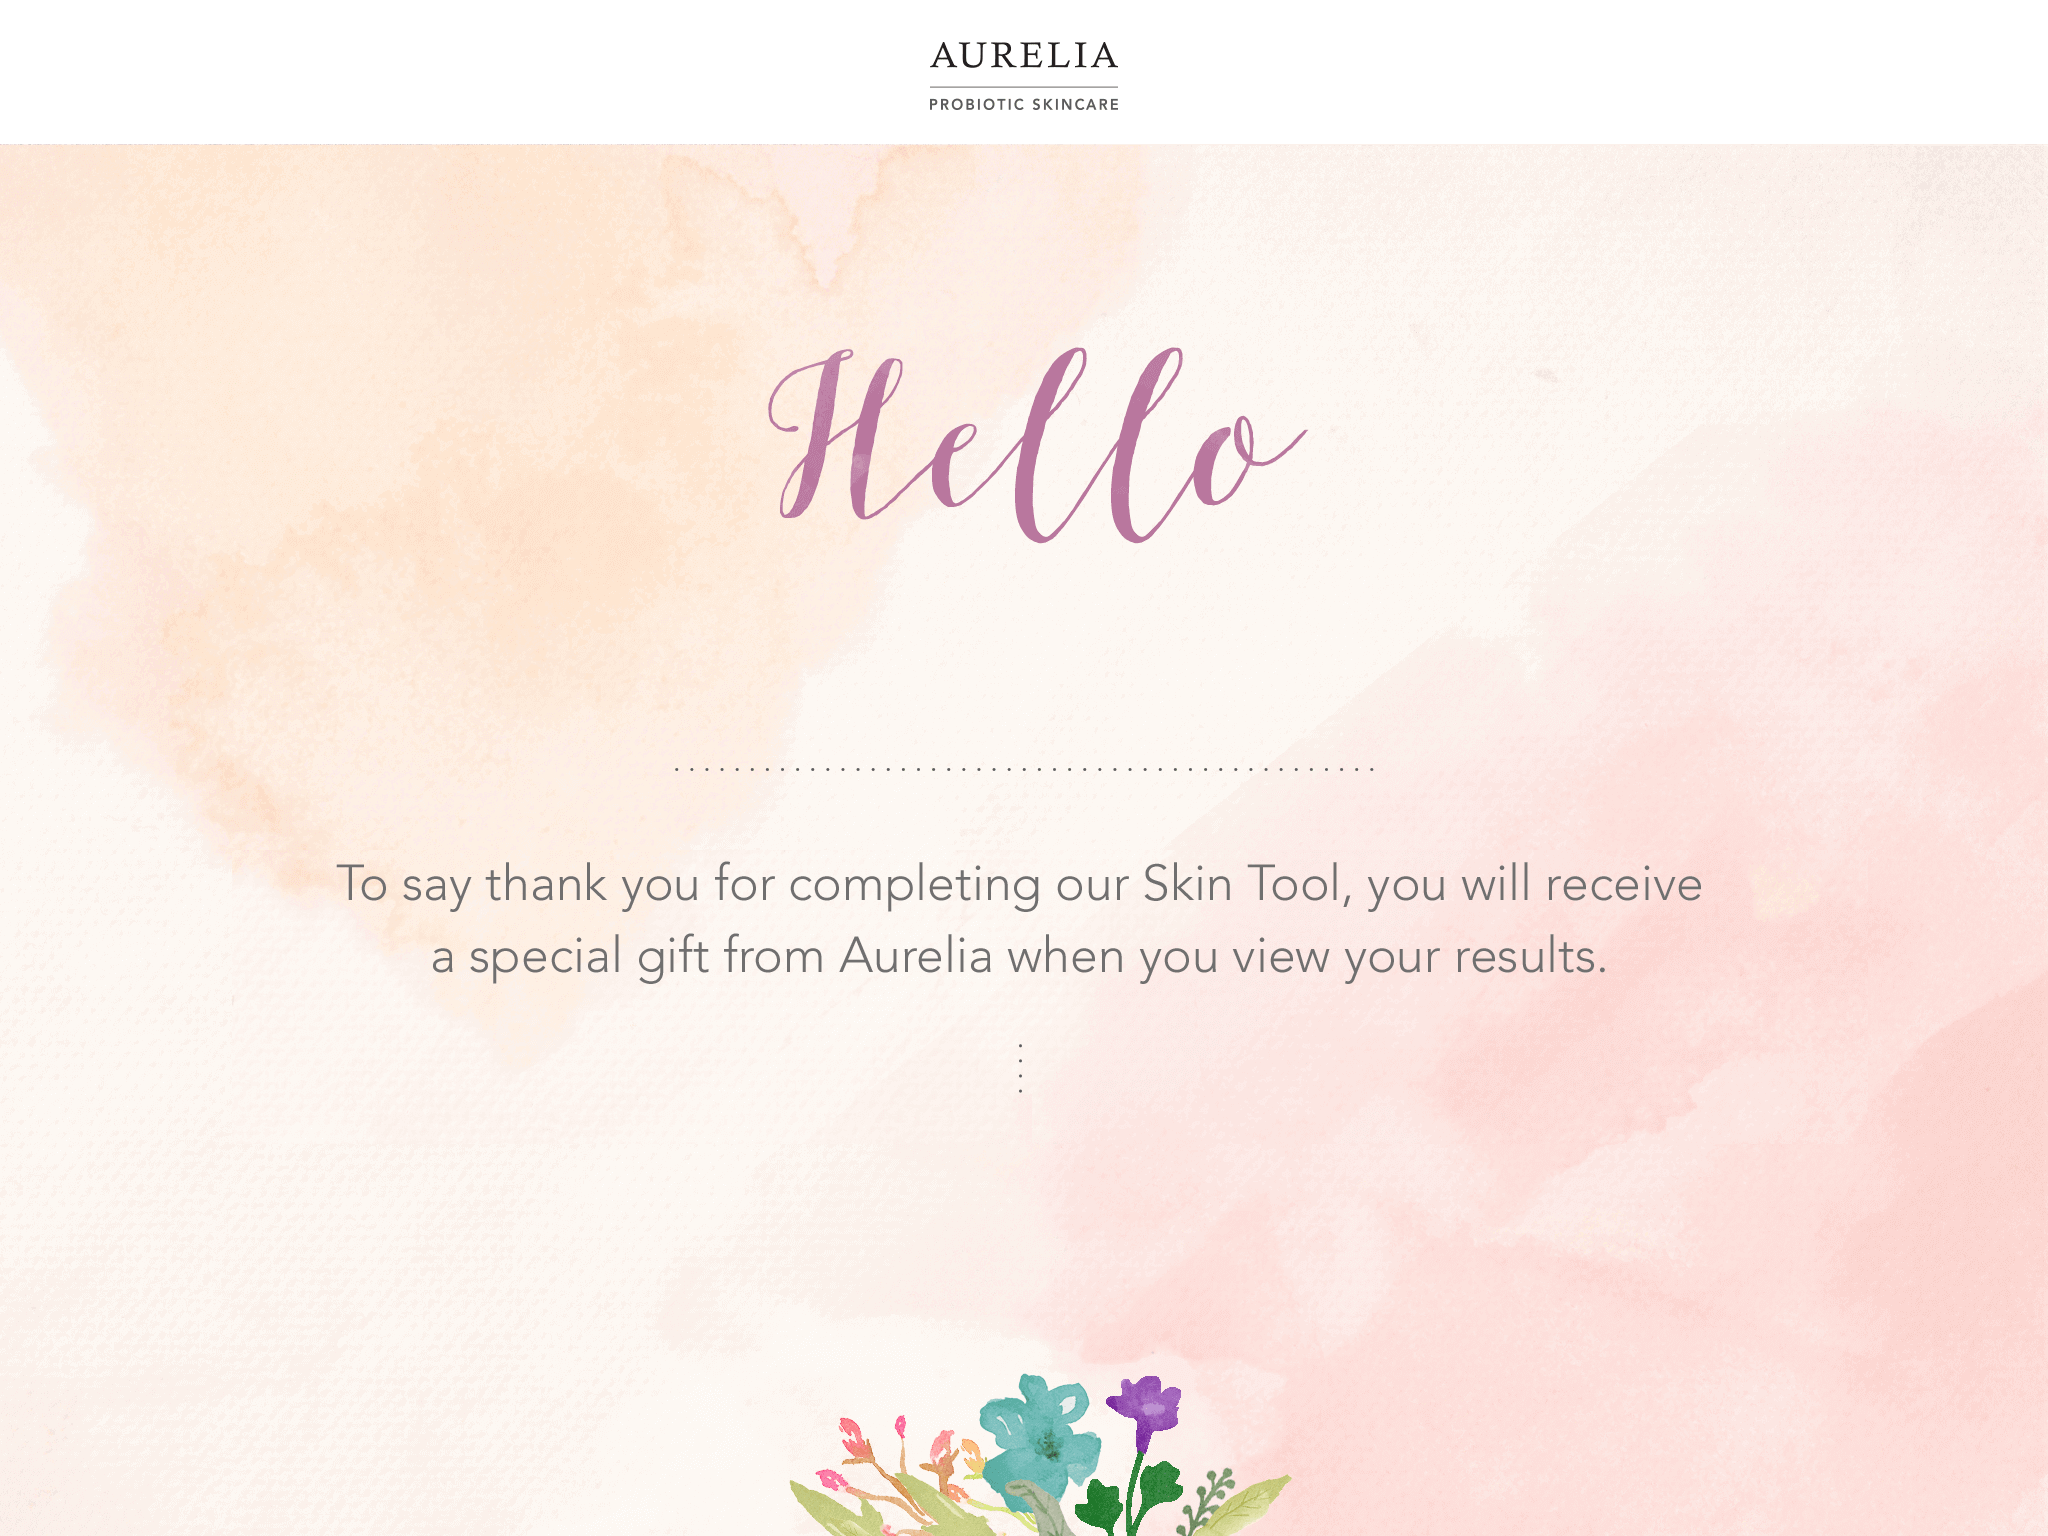 AURELIA
PROBIOTIC SKINCARE
Hello
To say thank you for completing our Skin Tool, you will receive
a special gift from Aurelia when you view your results.